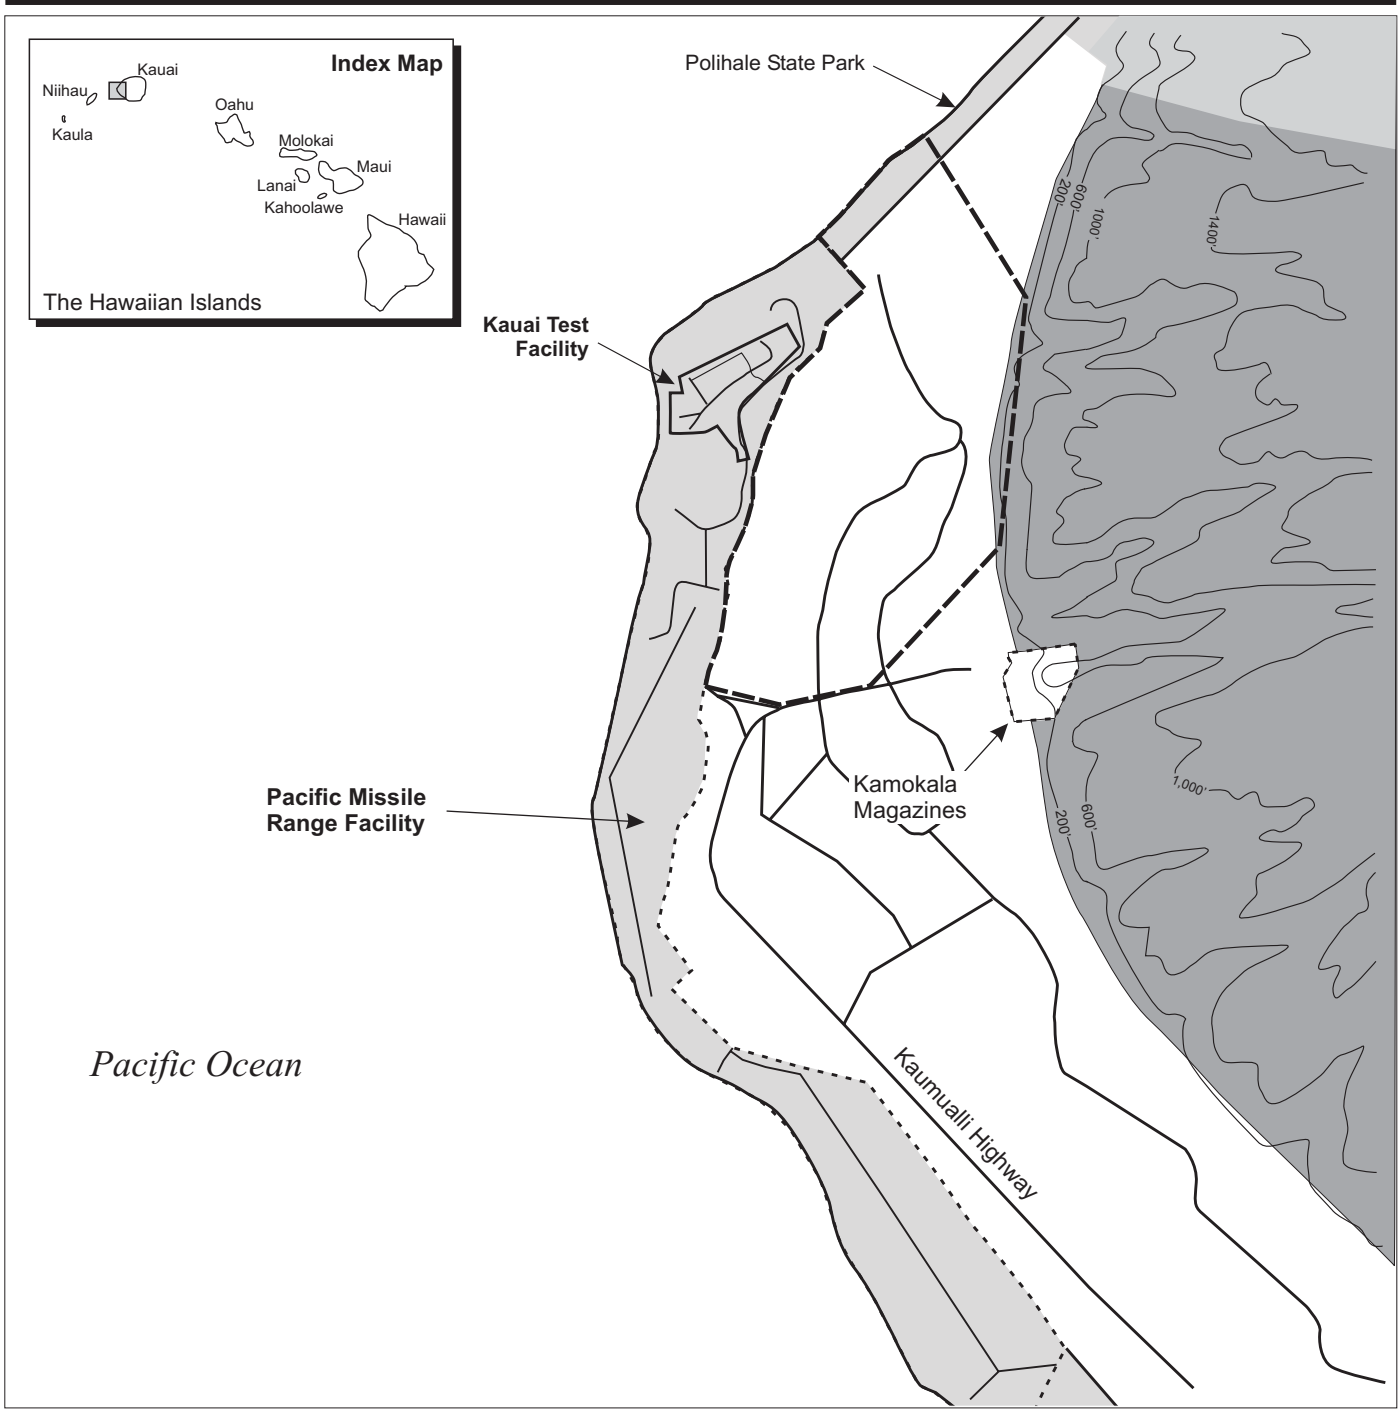 Index Map
Kauai
Niihau
Kaula
Oahu
Molokai
Maui
Lanai
Kahoolawe
Hawaii
The Hawaiian Islands
Polihale State Park
200'
600'
1000'
1400'
Kauai Test
Facility
Kamokala
Magazines
1,000'
200'
600'
Pacific Missile
Range Facility
Pacific Ocean
Kaumualli Highway